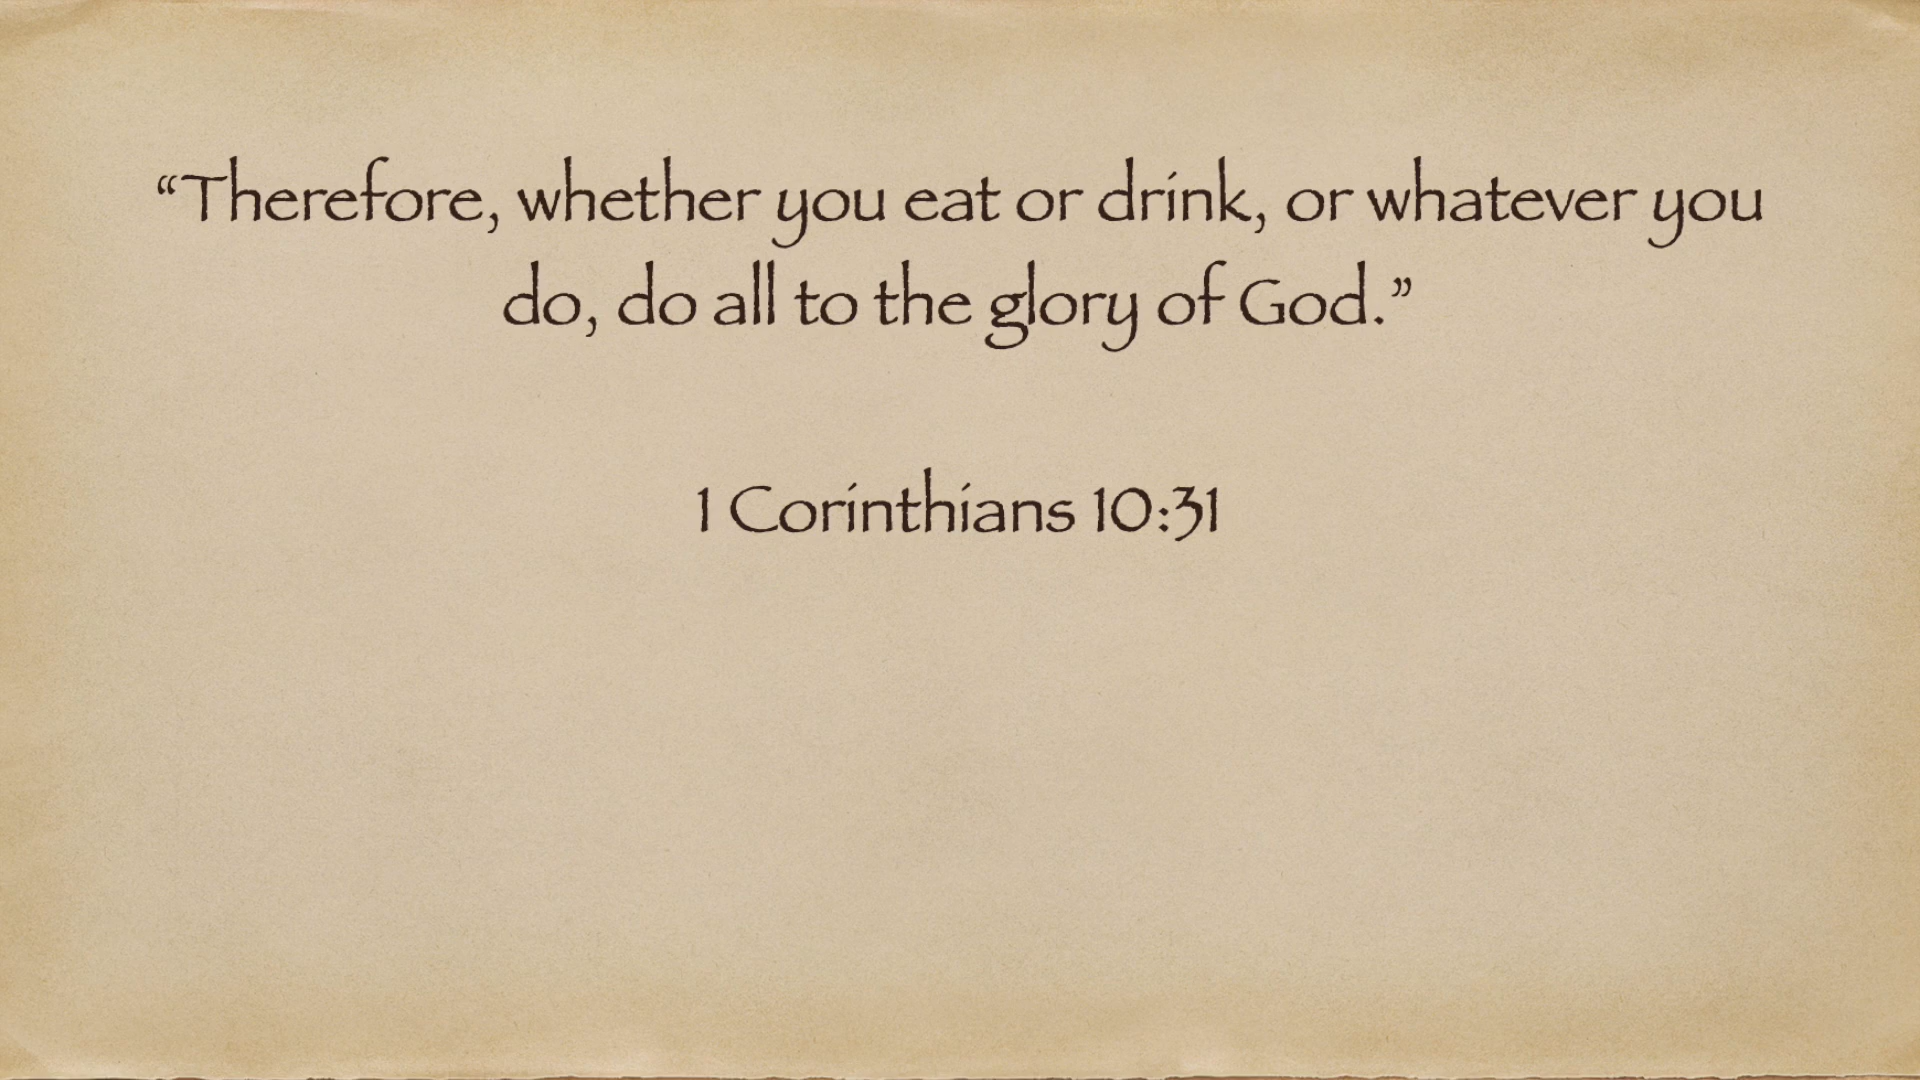 “Therefore, whether you eat or drink, or whatever you
do, do all to the glory of God.”
1 Corinthians 10:31